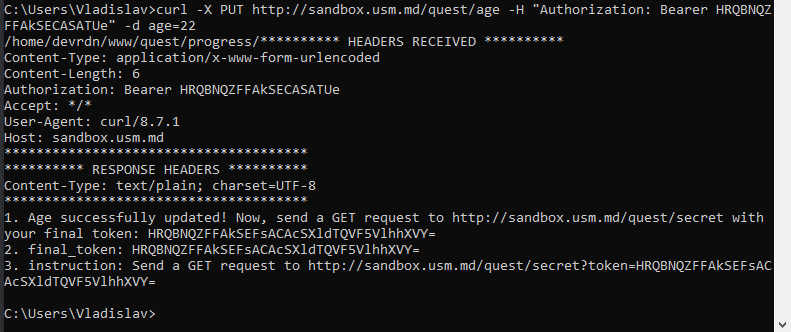 C:\Users\Vladislav>curl -X PUT http://sandbox.usm.md/quest/age -H "Authorization: Bearer HRQBNQZ
FFAkSECASATUe" -d age=22
/home/devrdn/www/quest/progress/********** HEADERS RECEIVED **********
Content-Type: application/x-www-form-urlencoded
Content-Length: 6
Authorization: Bearer HRQBNQZFFAkSECASATUe
Accept: */*
User-Agent: curl/8.7.1
Host: sandbox.usm.md
**************************************
********** RESPONSE HEADERS **********
Content-Type: text/plain; charset=UTF-8
**************************************
1. Age successfully updated! Now, send a GET request to http://sandbox.usm.md/quest/secret with
your final token: HRQBNQZFFAkSEFsACAcSXldTQVF5VlhhXVY=
2. final_token: HRQBNQZFFAkSEFsACAcSXldTQVF5VlhhXVY=
3. instruction: Send a GET request to http://sandbox.usm.md/quest/secret?token=HRQBNQZFFAkSEFsAC
AcSXldTQVF5VlhhXVY=
C:\Users\Vladislav>